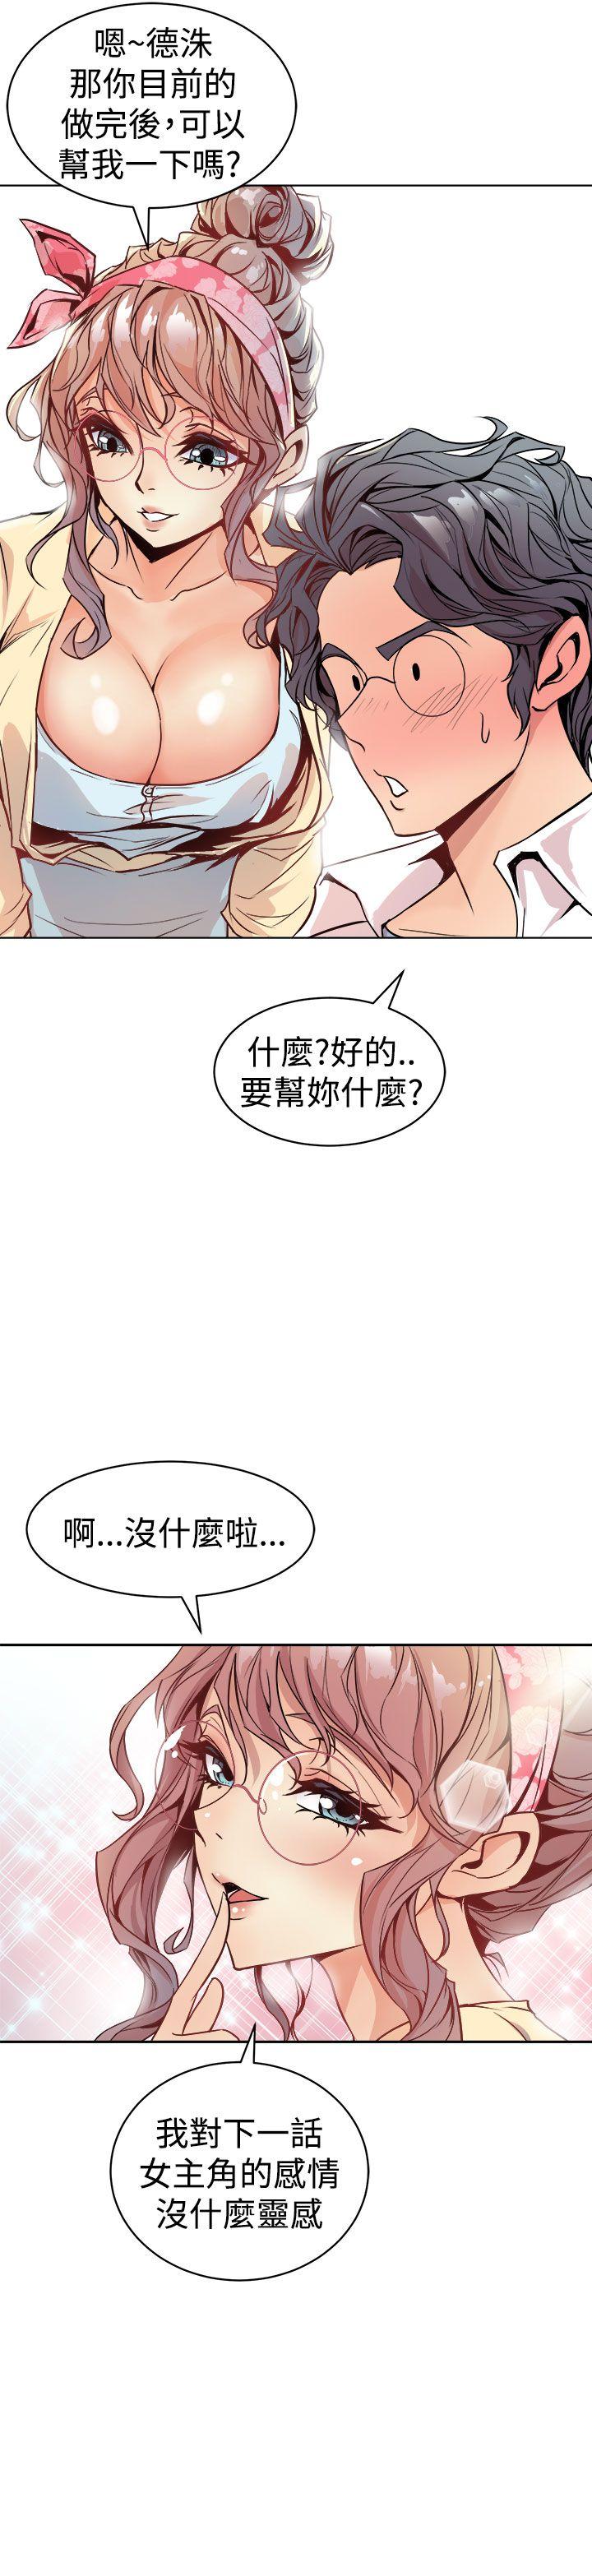 嗯~德洙
那你目前的
做完後，可以
幫我一下嗎?
什麼?好的..
要幫妳什麼?
啊...沒什麼啦...
我對下一話
女主角的感情
沒什麼靈感